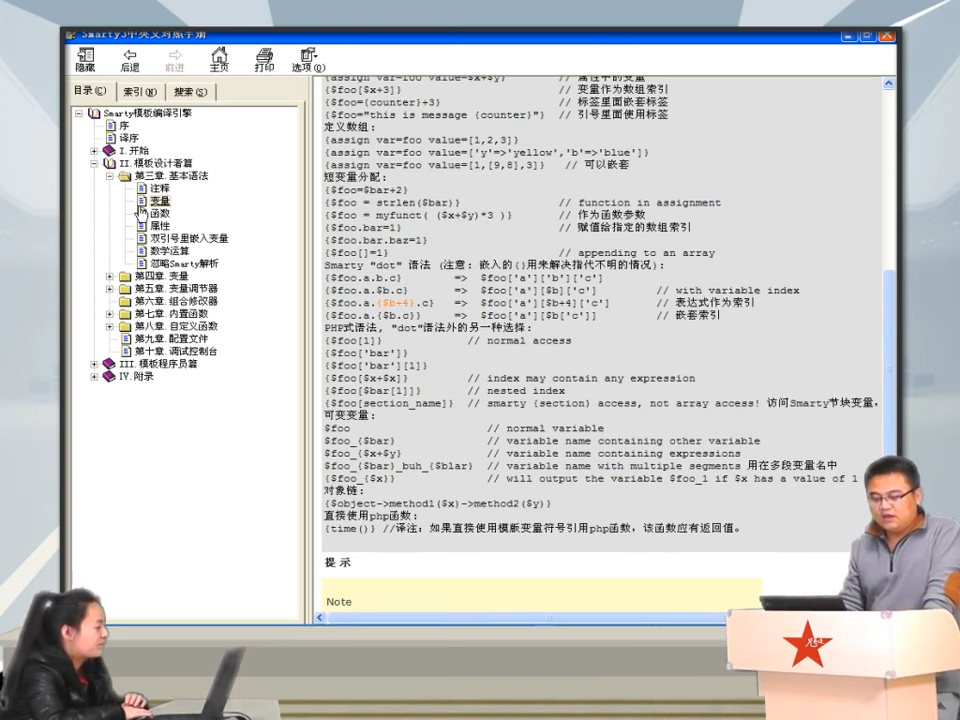 Smarty3中英文对照手册
隐藏 后退 前进 主页 打印 选项(O)
目录(C) 索引(N) 搜索(S)
Smarty模板编译引擎
序
译序
I. 开始
II. 模板设计者篇
第三章. 基本语法
注释
变量
函数
属性
双引号里嵌入变量
数学运算
忽略Smarty解析
第四章. 变量
第五章. 变量调节器
第六章. 组合修改器
第七章. 内置函数
第八章. 自定义函数
第九章. 配置文件
第十章. 调试控制台
III. 模板程序员篇
IV. 附录
{assign var=foo value=$x+$y} // 属性中的变量
{$foo[$x+3]} // 变量作为数组索引
{$foo={counter}+3} // 标签里面嵌套标签
{$foo="this is message {counter}"} // 引号里面使用标签
定义数组:
{assign var=foo value=[1,2,3]}
{assign var=foo value=['y'=>'yellow','b'=>'blue']}
{assign var=foo value=[1,[9,8],3]} // 可以嵌套
短变量分配:
{$foo=$bar+2}
{$foo = strlen($bar)} // function in assignment
{$foo = myfunct( ($x+$y)*3 )} // 作为函数参数
{$foo.bar=1} // 赋值给指定的数组索引
{$foo.bar.baz=1}
{$foo[]=1} // appending to an array
Smarty "dot" 语法 (注意: 嵌入的{}用来解决指代不明的情况):
{$foo.a.b.c} => $foo['a']['b']['c']
{$foo.a.$b.c} => $foo['a'][$b]['c'] // with variable index
{$foo.a.{$b+4}.c} => $foo['a'][$b+4]['c'] // 表达式作为索引
{$foo.a.{$b.c}} => $foo['a'][$b['c']] // 嵌套索引
PHP式语法, "dot"语法外的另一种选择:
{$foo[1]} // normal access
{$foo['bar']}
{$foo['bar'][1]}
{$foo[$x+$x]} // index may contain any expression
{$foo[$bar[1]]} // nested index
{$foo[section_name]} // smarty {section} access, not array access! 访问Smarty节块变量,
可变变量:
$foo // normal variable
$foo_{$bar} // variable name containing other variable
$foo_{$x+$y} // variable name containing expressions
$foo_{$bar}_buh_{$blar} // variable name with multiple segments 用在多段变量名中
{$foo_{$x}} // will output the variable $foo_1 if $x has a value of 1
对象链:
{$object->method1($x)->method2($y)}
直接使用php函数:
{time()} //译注: 如果直接使用模版变量符号引用php函数, 该函数应有返回值。
提示
Note